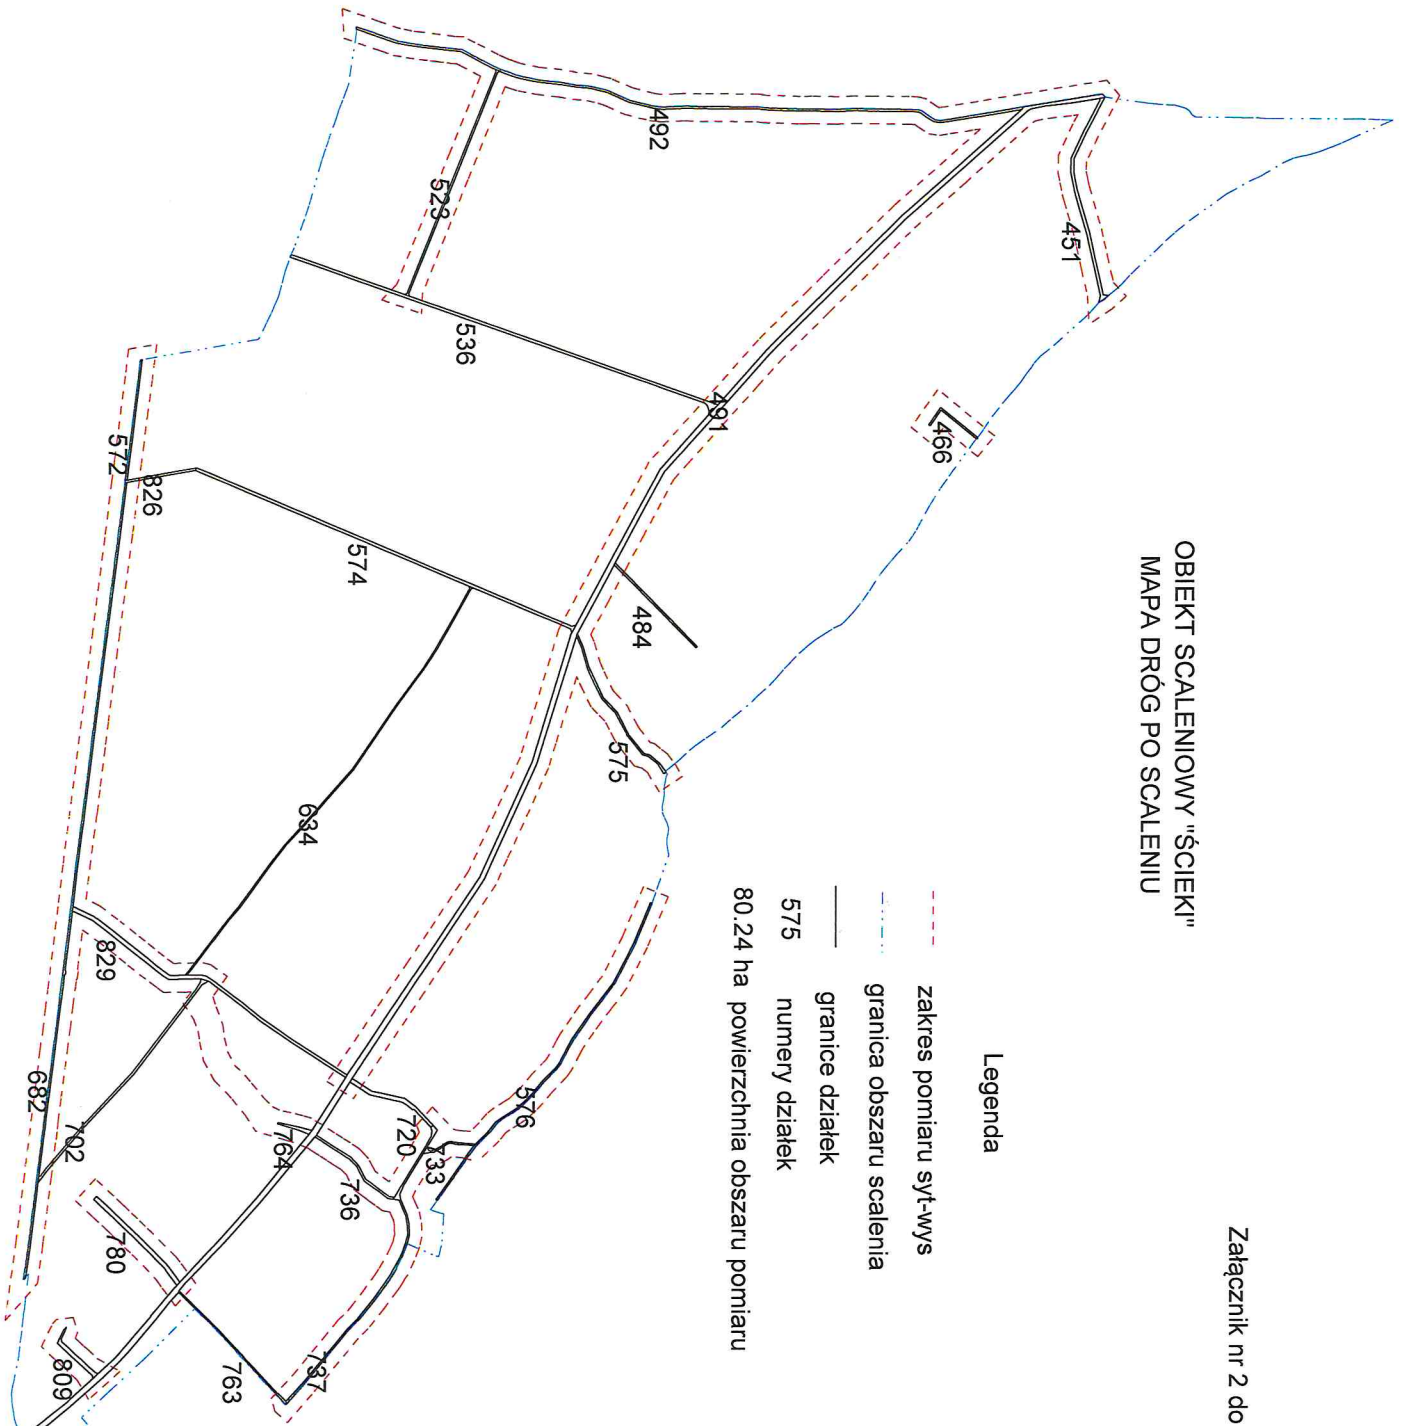 Załącznik nr 2 do
OBIEKT SCALENIOWY "ŚCIEKI"
MAPA DRÓG PO SCALENIU
Legenda
zakres pomiaru syt-wys
granica obszaru scalenia
granice działek
575 numery działek
80.24 ha powierzchnia obszaru pomiaru
451
466
491
492
484
523
536
575
576
574
572
826
634
829
720
733
764
736
682
702
780
763
737
809